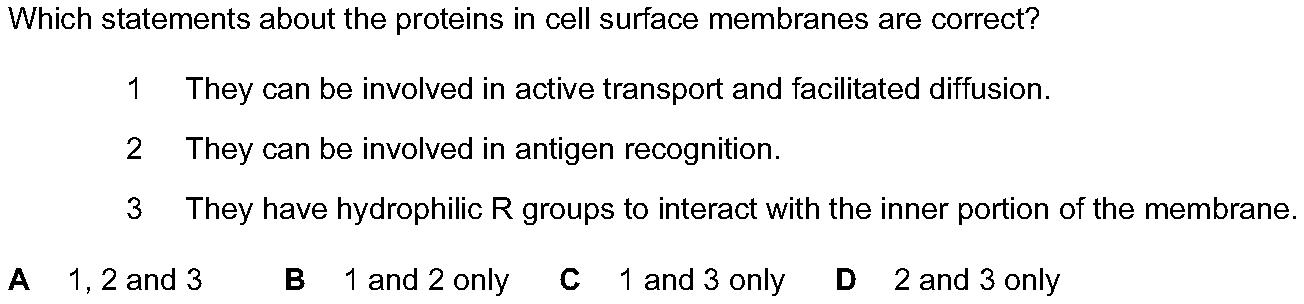 Which statements about the proteins in cell surface membranes are correct?
1 They can be involved in active transport and facilitated diffusion.
2 They can be involved in antigen recognition.
3 They have hydrophilic R groups to interact with the inner portion of the membrane.
A 1, 2 and 3 B 1 and 2 only C 1 and 3 only D 2 and 3 only